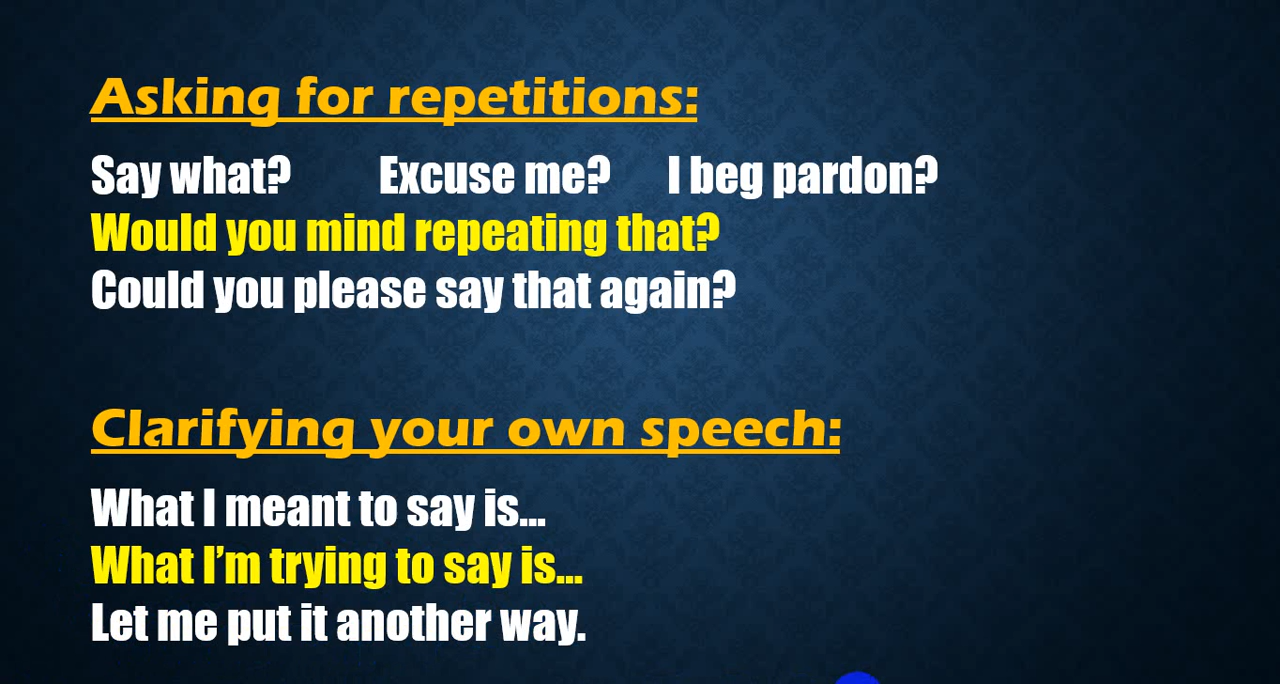 Asking for repetitions:
Say what? Excuse me? I beg pardon?
Would you mind repeating that?
Could you please say that again?
Clarifying your own speech:
What I meant to say is...
What I’m trying to say is...
Let me put it another way.